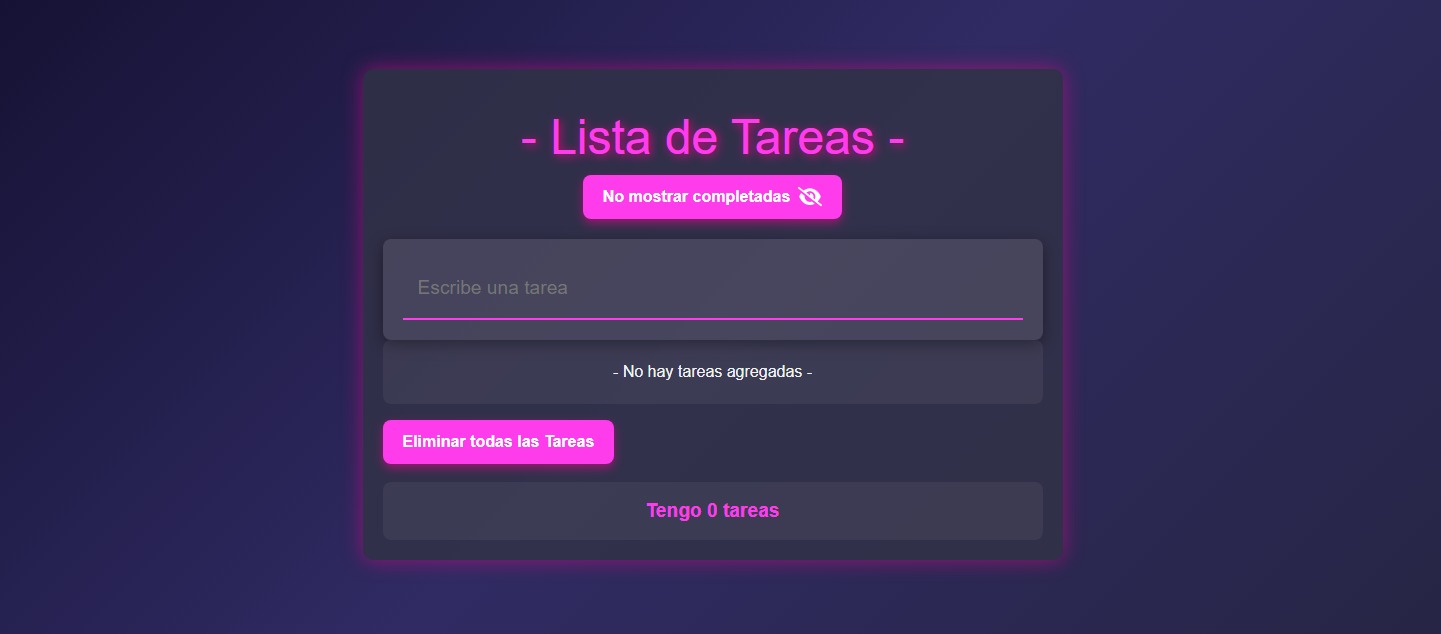 - Lista de Tareas -
No mostrar completadas
Escribe una tarea
- No hay tareas agregadas -
Eliminar todas las Tareas
Tengo 0 tareas